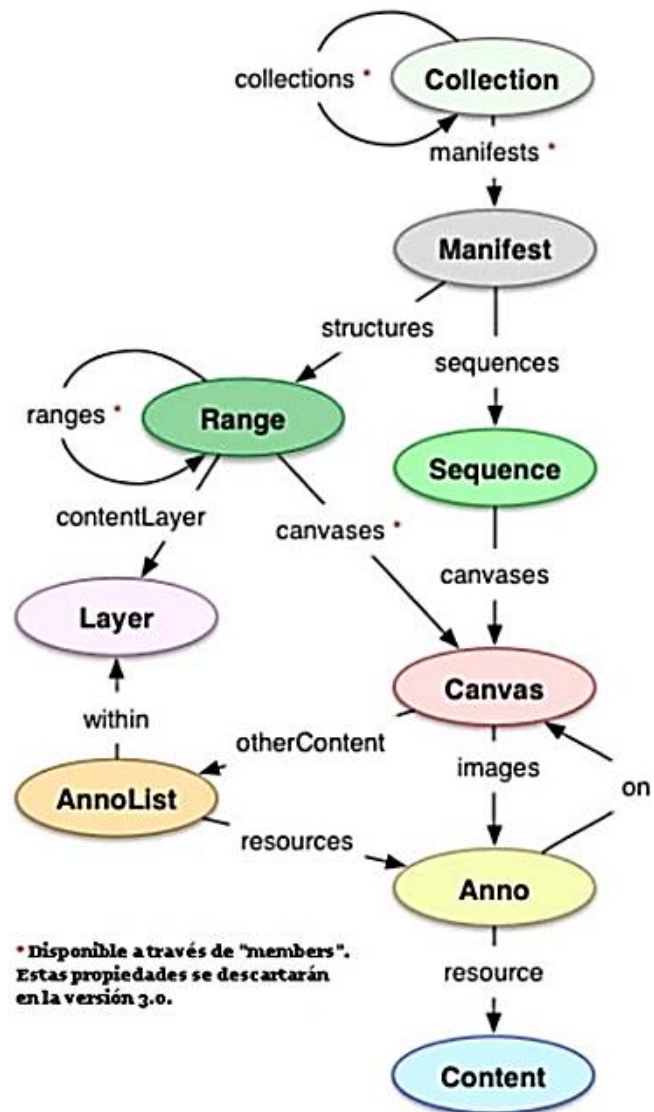 collections *
Collection
manifests *
Manifest
structures
sequences
ranges *
Range
Sequence
contentLayer
canvases *
canvases
Layer
Canvas
within
otherContent
images
on
AnnoList
resources
Anno
* Disponible a través de "members".
Estas propiedades se descartarán
en la versión 3.0.
resource
Content